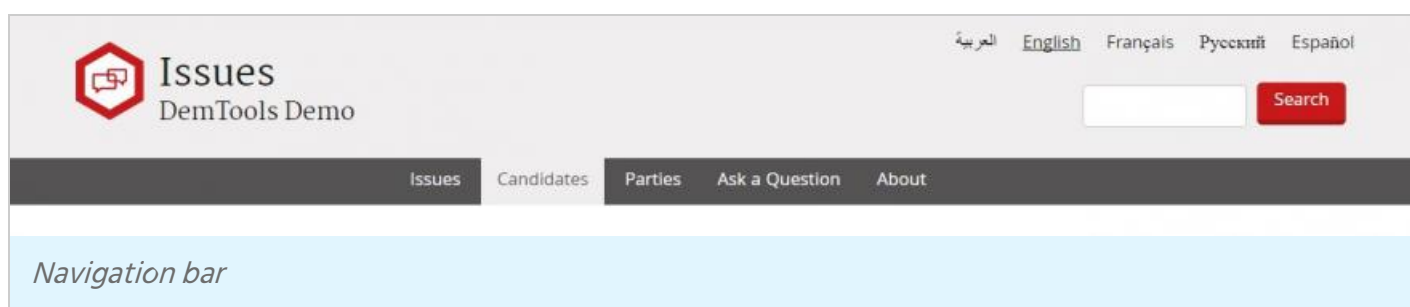 العربية English Français Русский Español
Issues
DemTools Demo
Search
Issues Candidates Parties Ask a Question About
Navigation bar